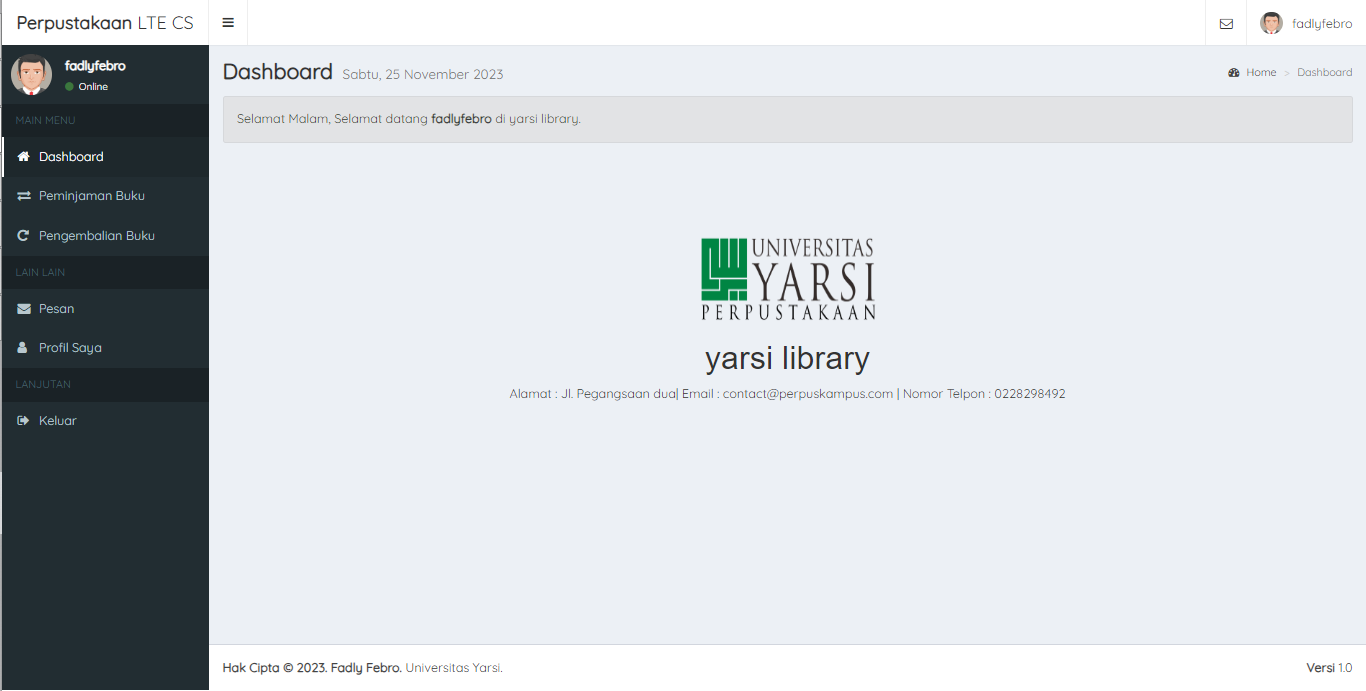 Perpustakaan LTE CS
fadlyfebro
fadlyfebro
Online
MAIN MENU
Dashboard
Peminjaman Buku
Pengembalian Buku
LAIN LAIN
Pesan
Profil Saya
LANJUTAN
Keluar
Dashboard Sabtu, 25 November 2023
Home > Dashboard
Selamat Malam, Selamat datang fadlyfebro di yarsi library.
UNIVERSITAS
YARSI
PERPUSTAKAAN
yarsi library
Alamat : Jl. Pegangsaan dua| Email : contact@perpuskampus.com | Nomor Telpon : 0228298492
Hak Cipta © 2023. Fadly Febro. Universitas Yarsi.
Versi 1.0